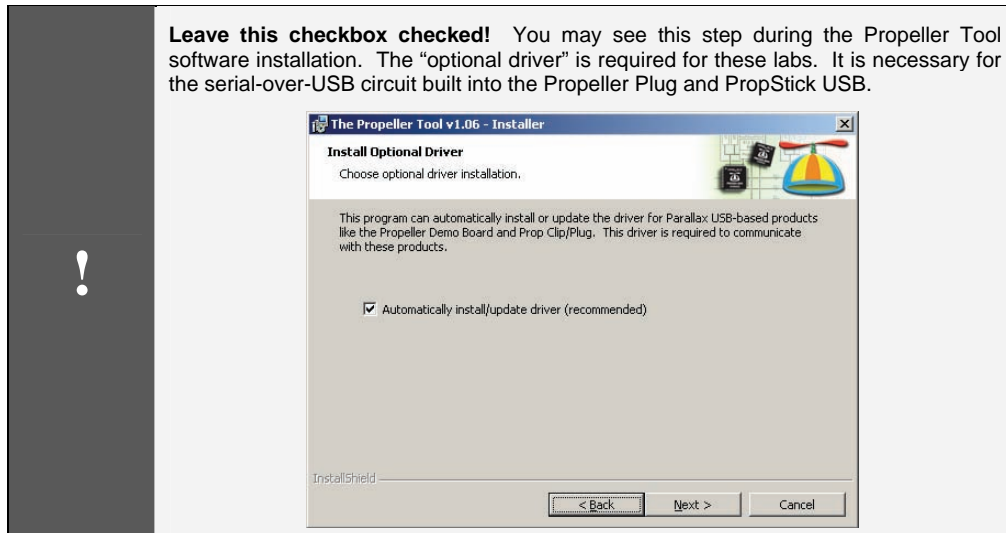 Leave this checkbox checked! You may see this step during the Propeller Tool
software installation. The “optional driver” is required for these labs. It is necessary for
the serial-over-USB circuit built into the Propeller Plug and PropStick USB.
!
The Propeller Tool v1.06 - Installer
Install Optional Driver
Choose optional driver installation.
This program can automatically install or update the driver for Parallax USB-based products
like the Propeller Demo Board and Prop Clip/Plug. This driver is required to communicate
with these products.
Automatically install/update driver (recommended)
InstallShield
< Back Next > Cancel